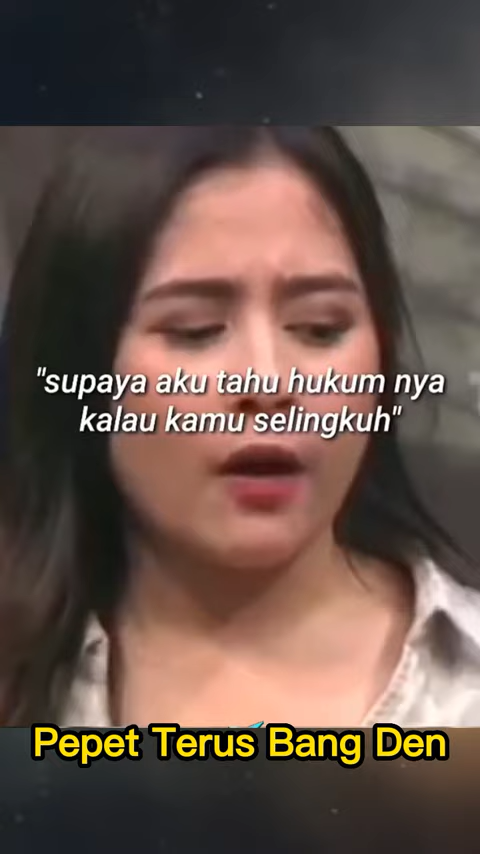 "supaya aku tahu hukum nya
kalau kamu selingkuh"
Pepet Terus Bang Den